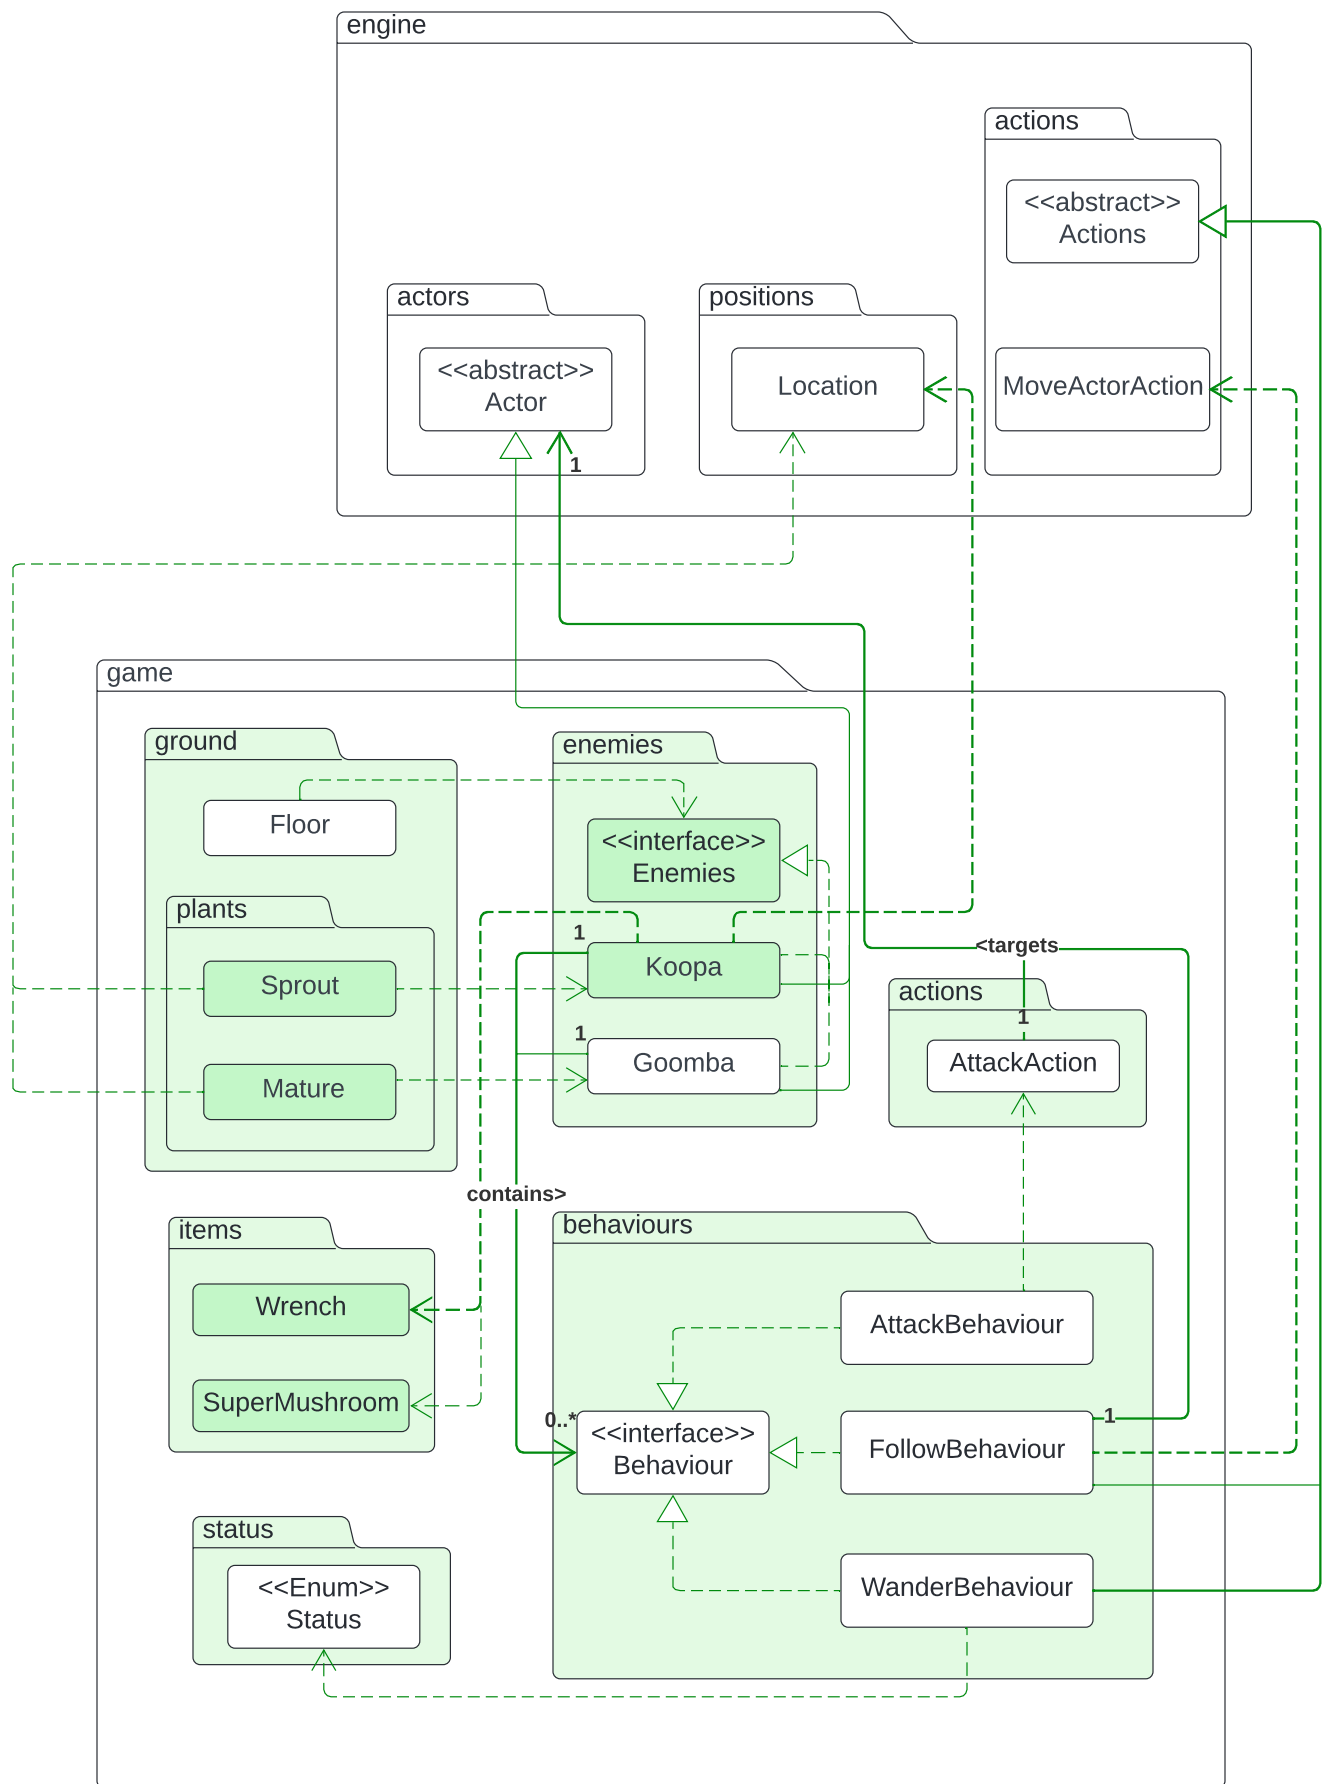 engine
actions
<<abstract>>
Actions
actors
positions
<<abstract>>
Actor
Location
MoveActorAction
1
game
ground
enemies
Floor
<<interface>>
Enemies
plants
1
<targets
Koopa
Sprout
actions
1
1
Goomba
AttackAction
Mature
contains>
items
behaviours
Wrench
AttackBehaviour
SuperMushroom
0..*
1
<<interface>>
Behaviour
FollowBehaviour
status
<<Enum>>
Status
WanderBehaviour